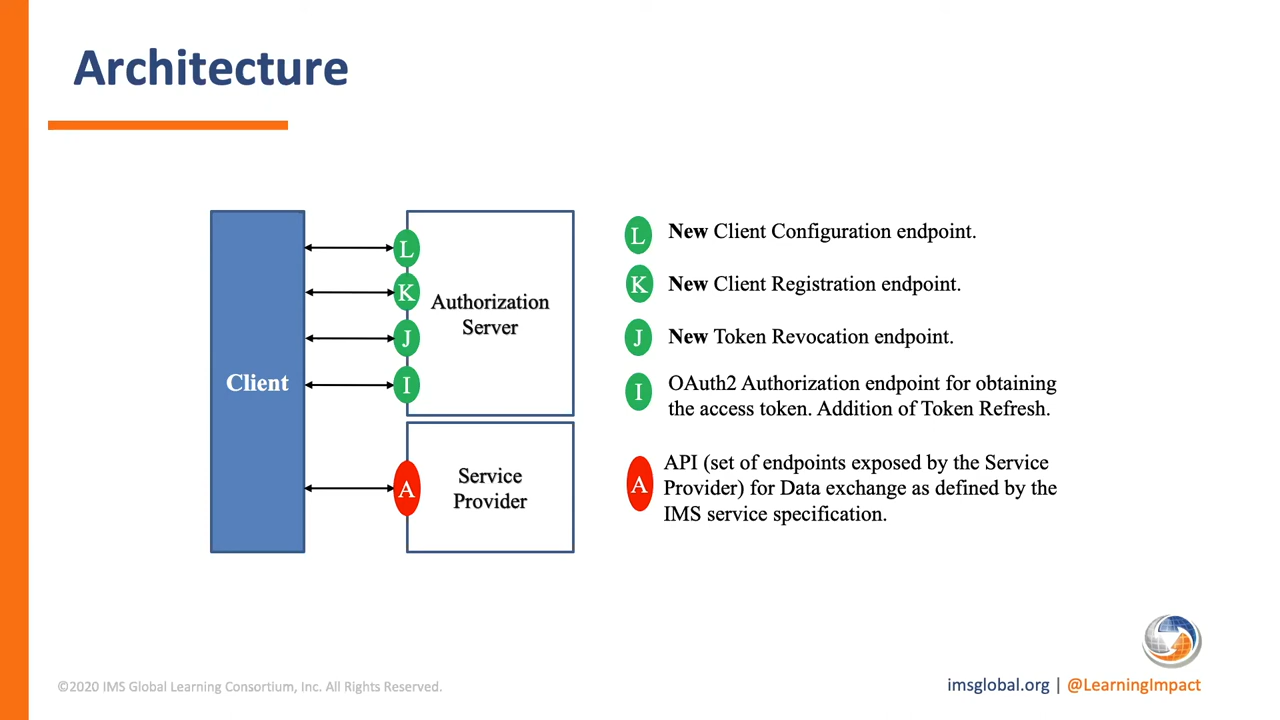 Architecture
Client
L
K
J
I
A
Authorization
Server
Service
Provider
L New Client Configuration endpoint.
K New Client Registration endpoint.
J New Token Revocation endpoint.
I OAuth2 Authorization endpoint for obtaining
the access token. Addition of Token Refresh.
A API (set of endpoints exposed by the Service
Provider) for Data exchange as defined by the
IMS service specification.
©2020 IMS Global Learning Consortium, Inc. All Rights Reserved.
imsglobal.org | @LearningImpact